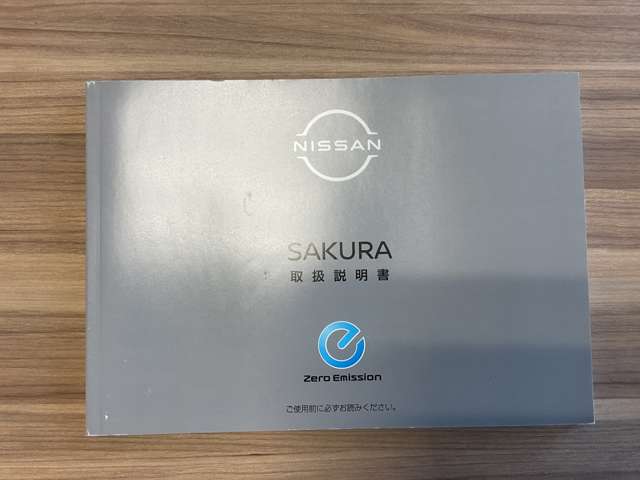 NISSAN
SAKURA
取扱説明書
Zero Emission
ご使用前に必ずお読みください。